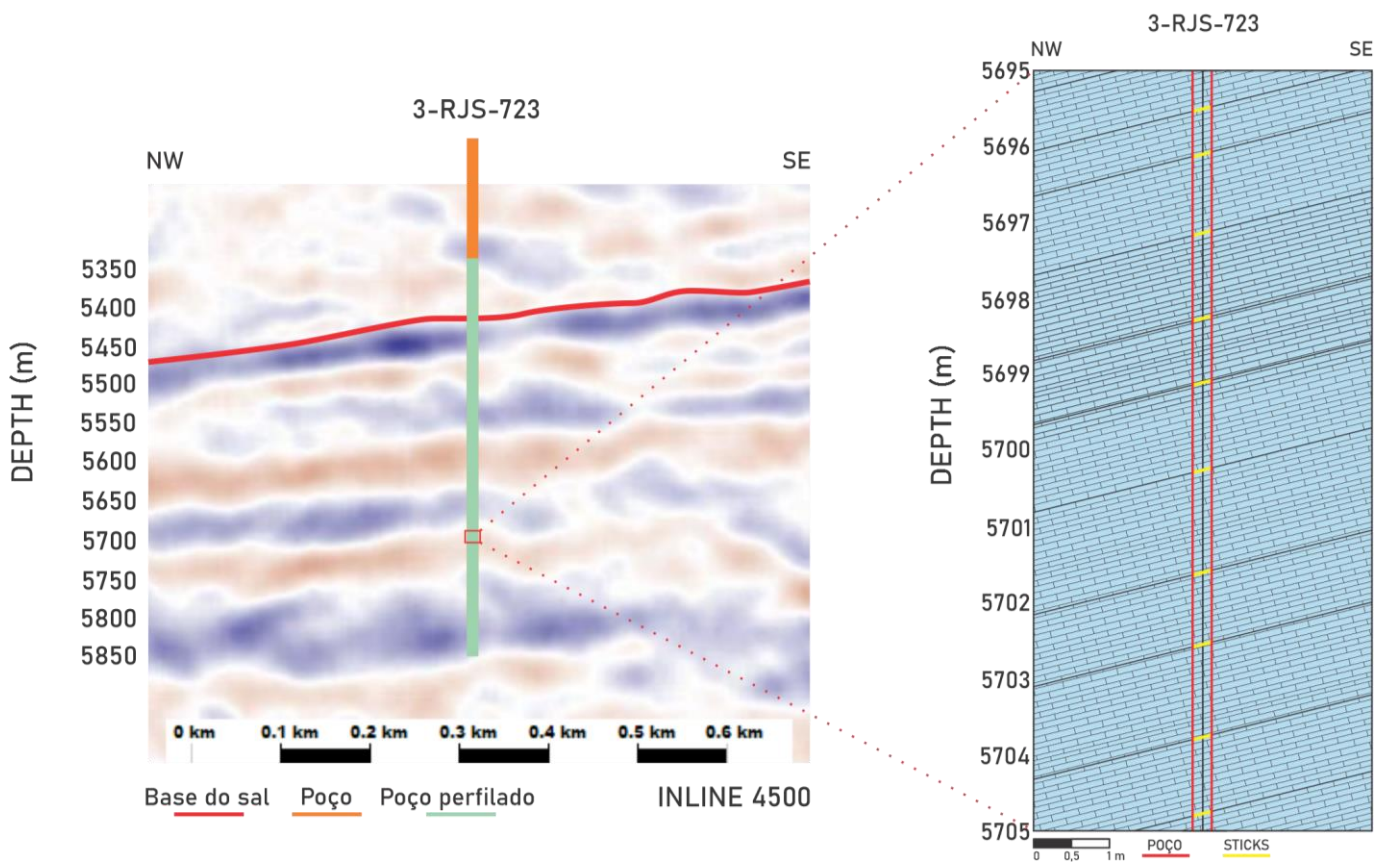 3-RJS-723
NW SE
DEPTH (m)
5350
5400
5450
5500
5550
5600
5650
5700
5750
5800
5850
0 km 0.1 km 0.2 km 0.3 km 0.4 km 0.5 km 0.6 km
Base do sal Poço Poço perfilado INLINE 4500
3-RJS-723
NW SE
DEPTH (m)
5695
5696
5697
5698
5699
5700
5701
5702
5703
5704
5705
0 0,5 1 m POÇO STICKS